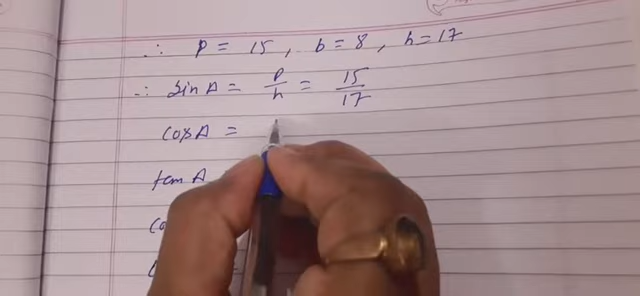 ∴ P = 15, b = 8, h = 17
∴ Sin A = P/h = 15/17
Cos A =
tan A